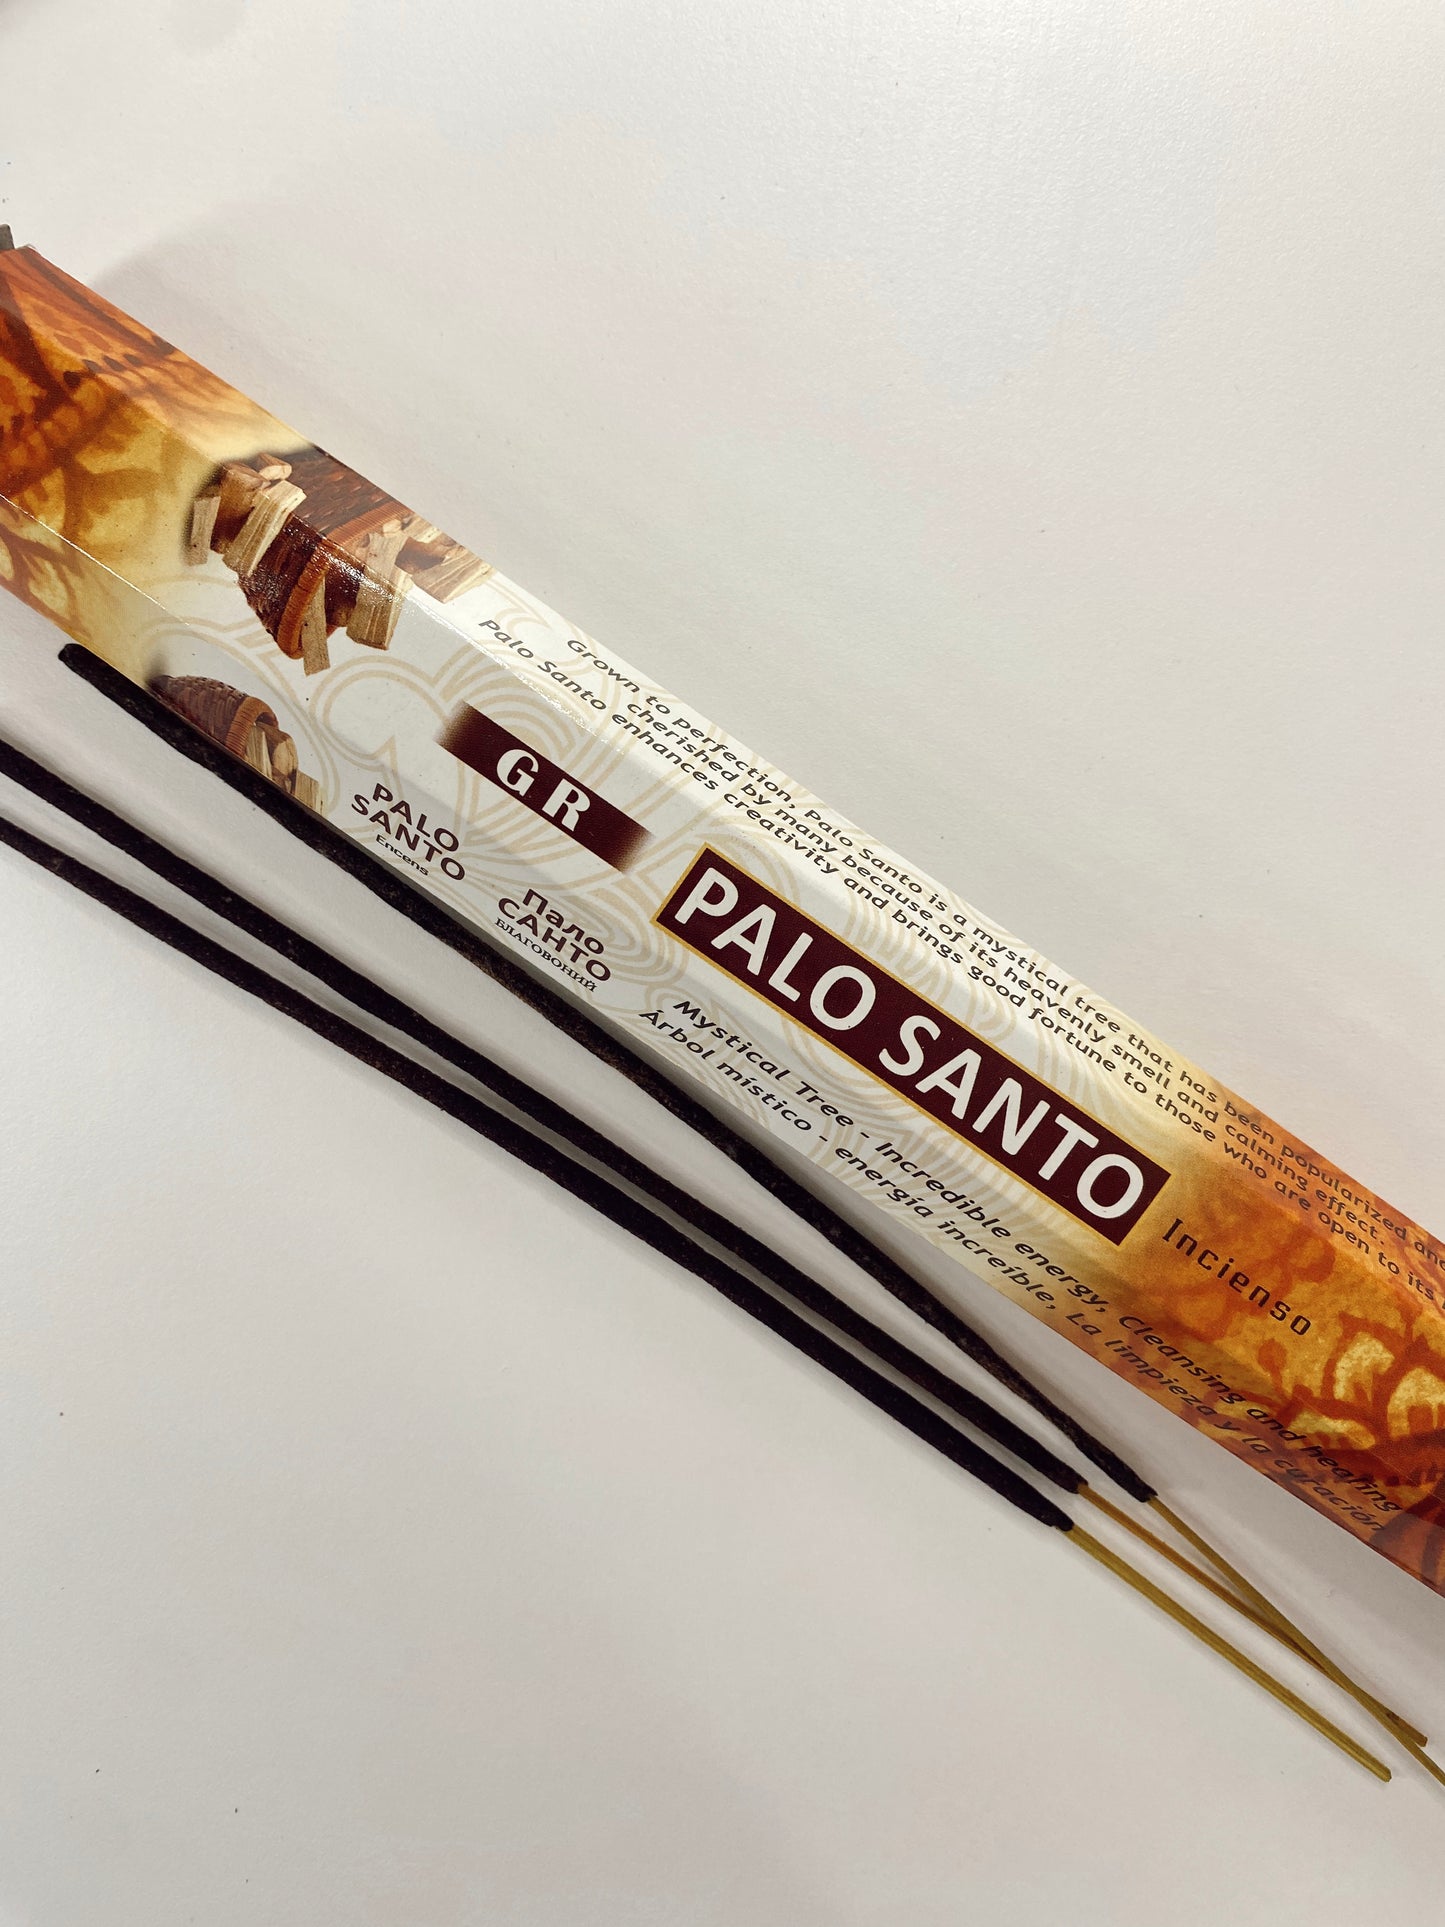 Grown to perfection, Palo Santo is a mystical tree that has been popularized and
cherished by many because of its heavenly smell and calming effect.
Palo Santo enhances creativity and brings good fortune to those who are open to its
GR
PALO SANTO
Incienso
PALO
SANTO
Encens
Пало
САНТО
БЛАГОВОНИЙ
Mystical Tree - Incredible energy, Cleansing and healing
Árbol místico - energía increíble, La limpieza y la curación